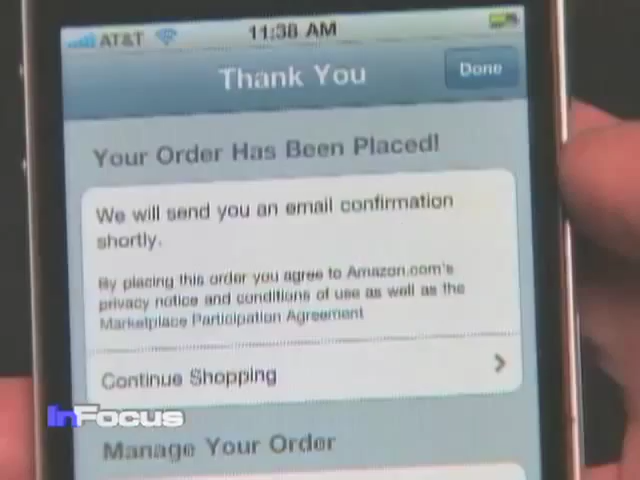 AT&T 11:38 AM
Thank You Done
Your Order Has Been Placed!
We will send you an email confirmation
shortly.
By placing this order you agree to Amazon.com's
privacy notice and conditions of use as well as the
Marketplace Participation Agreement
Continue Shopping
InFocus
Manage Your Order